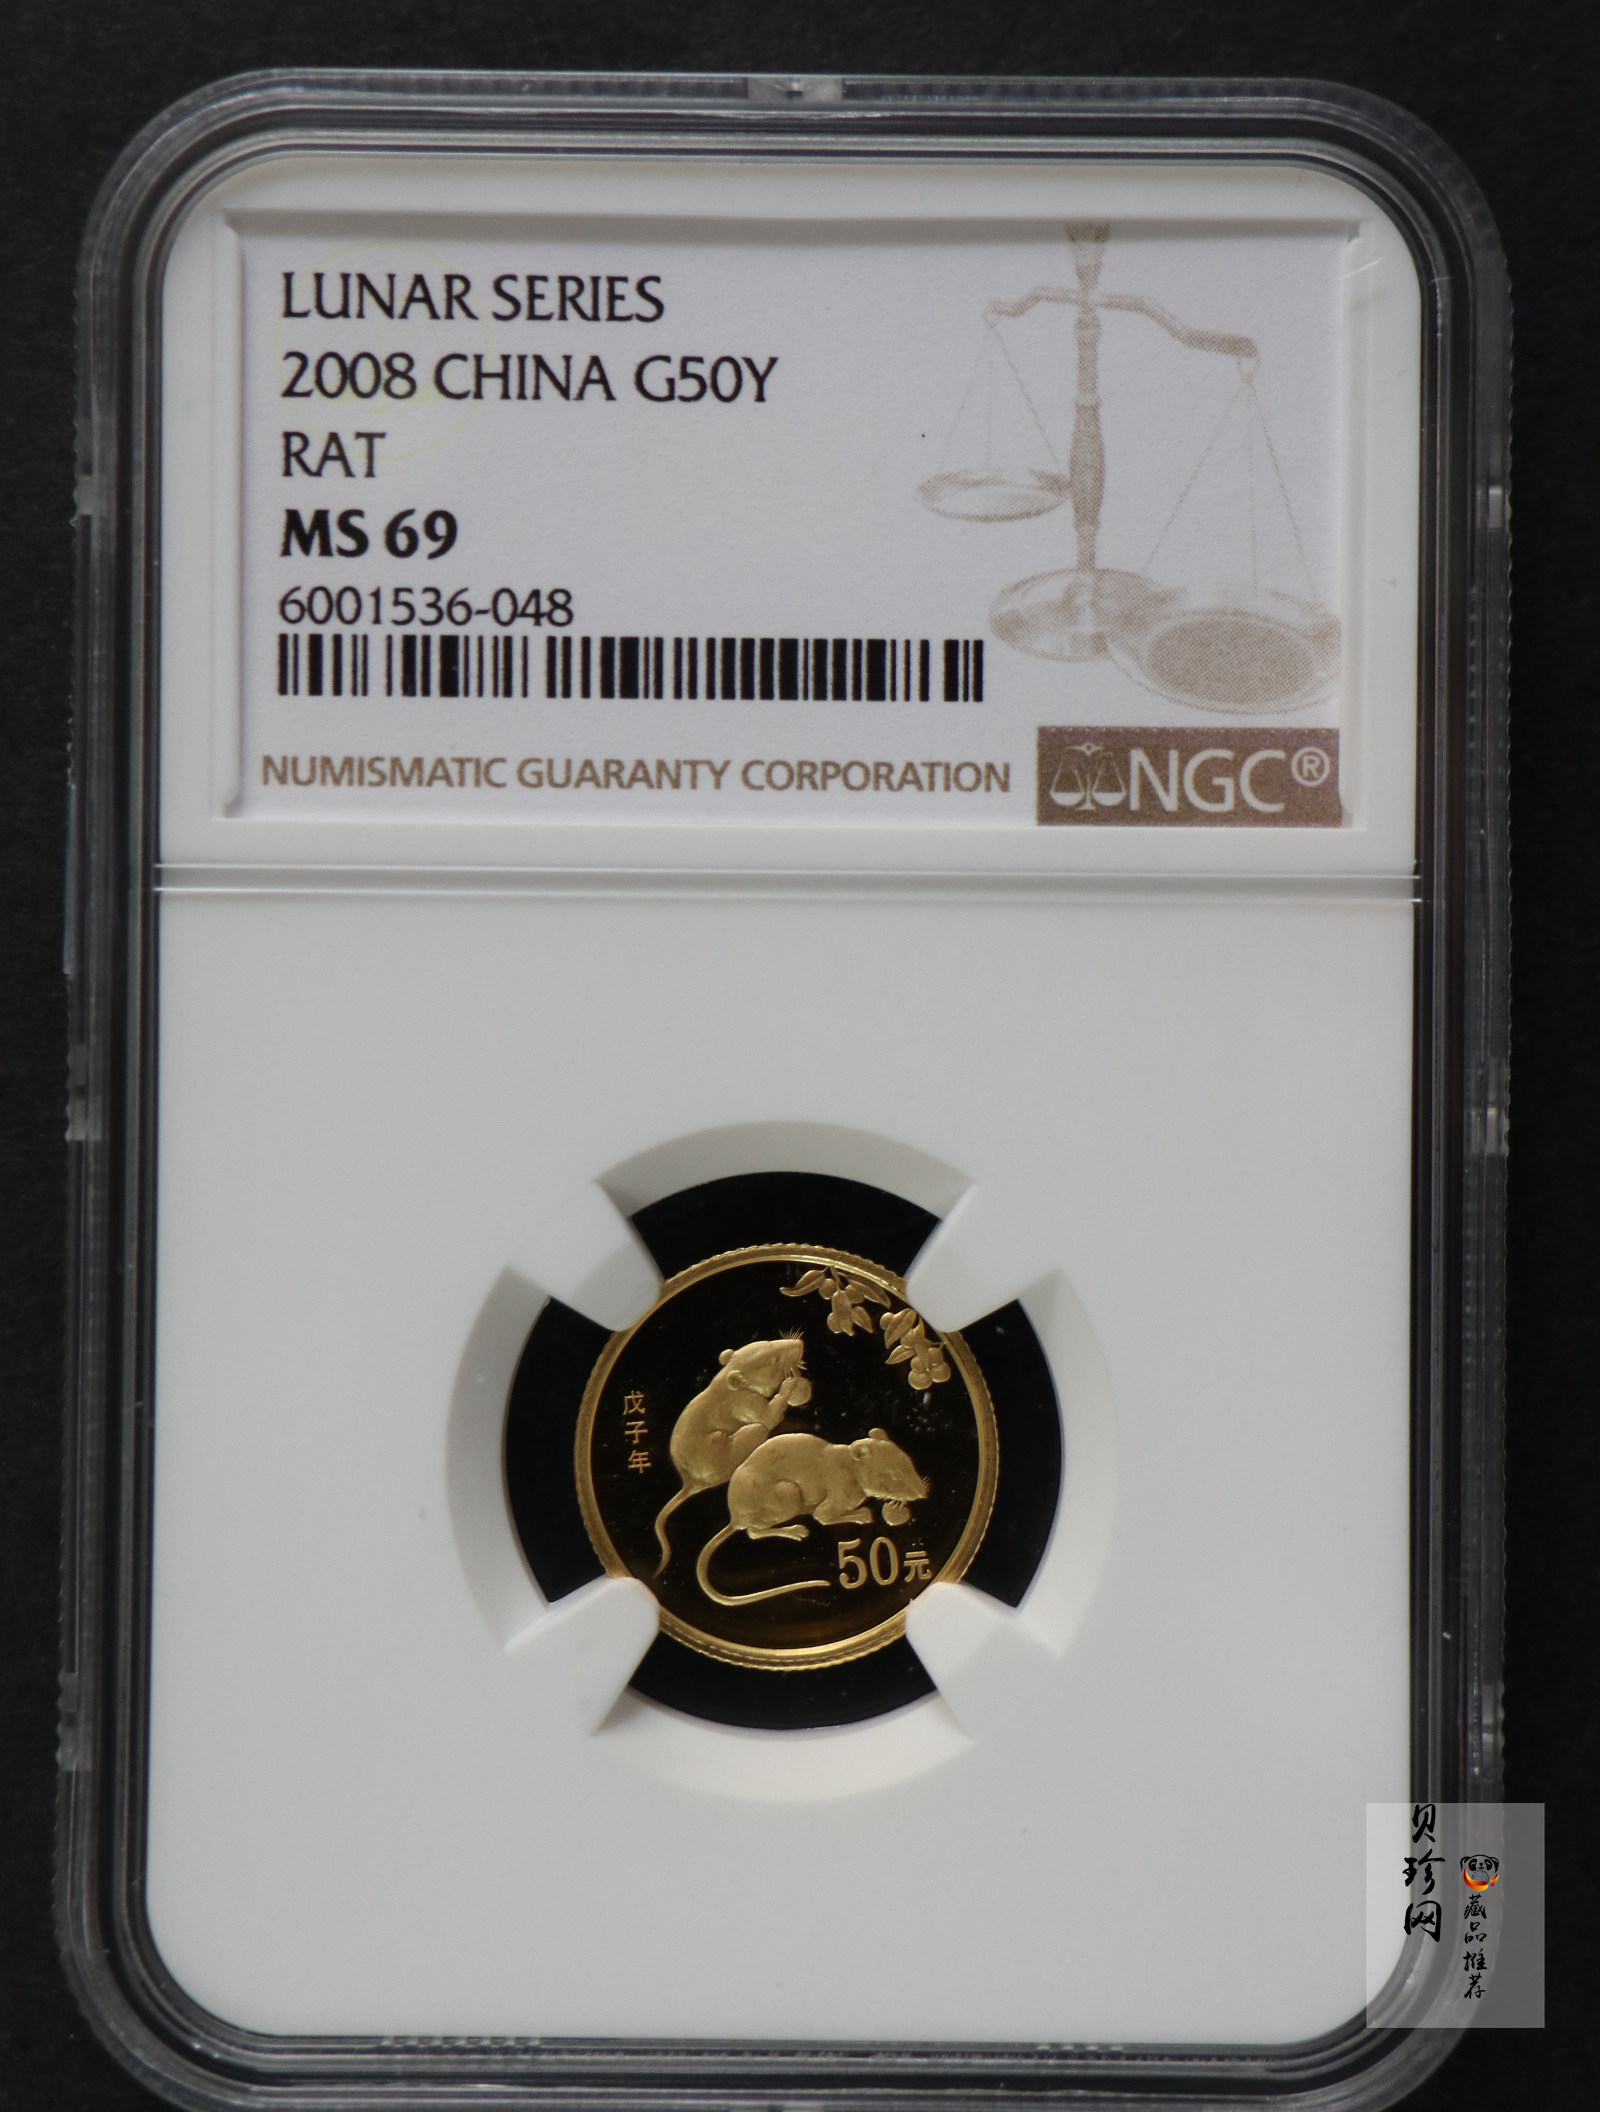 LUNAR SERIES
2008 CHINA G50Y
RAT
MS 69
6001536-048
NUMISMATIC GUARANTY CORPORATION
NGC®
戊子年
50元
贝珍网
藏品推荐